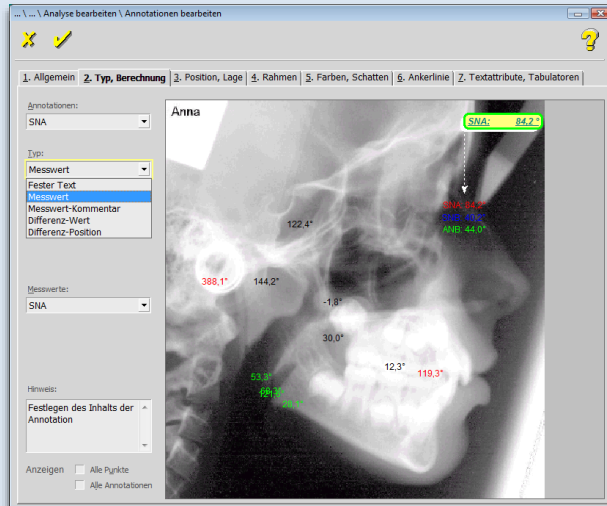 ... \ ... \ Analyse bearbeiten \ Annotationen bearbeiten
1. Allgemein
2. Typ, Berechnung
3. Position, Lage
4. Rahmen
5. Farben, Schatten
6. Ankerlinie
7. Textattribute, Tabulatoren
Annotationen:
SNA
Typ:
Messwert
Fester Text
Messwert
Messwert-Kommentar
Differenz-Wert
Differenz-Position
Messwerte:
SNA
Hinweis:
Festlegen des Inhalts der
Annotation
Anzeigen
Alle Punkte
Alle Annotationen
Anna
SNA: 84,2°
ANB: 44,0°
122,4°
388,1°
144,2°
-1,8°
30,0°
12,3°
119,3°
53,3°
28,1°